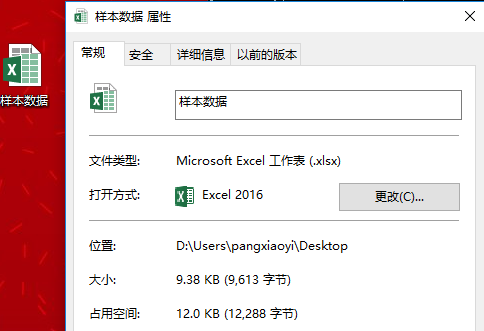 样本数据 属性
常规 安全 详细信息 以前的版本
样本数据
样本数据
文件类型: Microsoft Excel 工作表 (.xlsx)
打开方式: Excel 2016 更改(C)...
位置: D:\Users\pangxiaoyi\Desktop
大小: 9.38 KB (9,613 字节)
占用空间: 12.0 KB (12,288 字节)